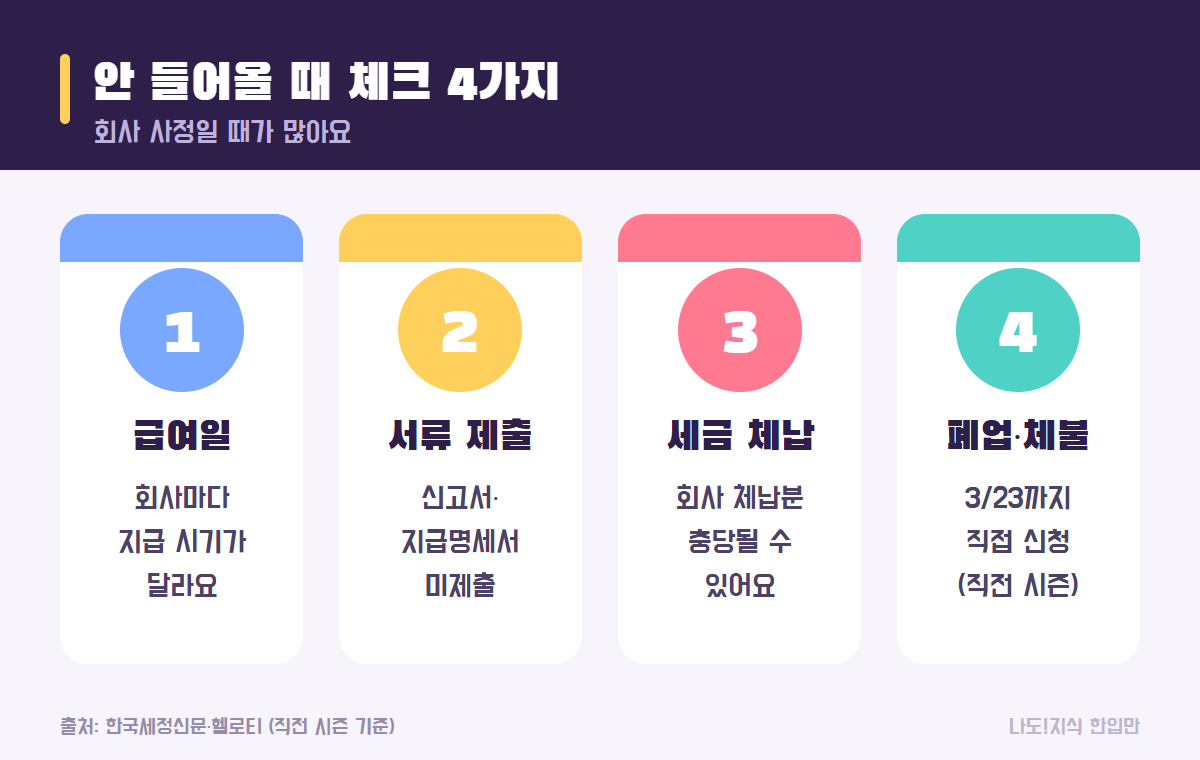 안 들어올 때 체크 4가지
회사 사정일 때가 많아요
1
급여일
회사마다
지급 시기가
달라요
2
서류 제출
신고서·
지급명세서
미제출
3
세금 체납
회사 체납분
충당될 수
있어요
4
폐업·체불
3/23까지
직접 신청
(직전 시즌)
출처: 한국세정신문·헬로티 (직전 시즌 기준)
나도!지식 한입만